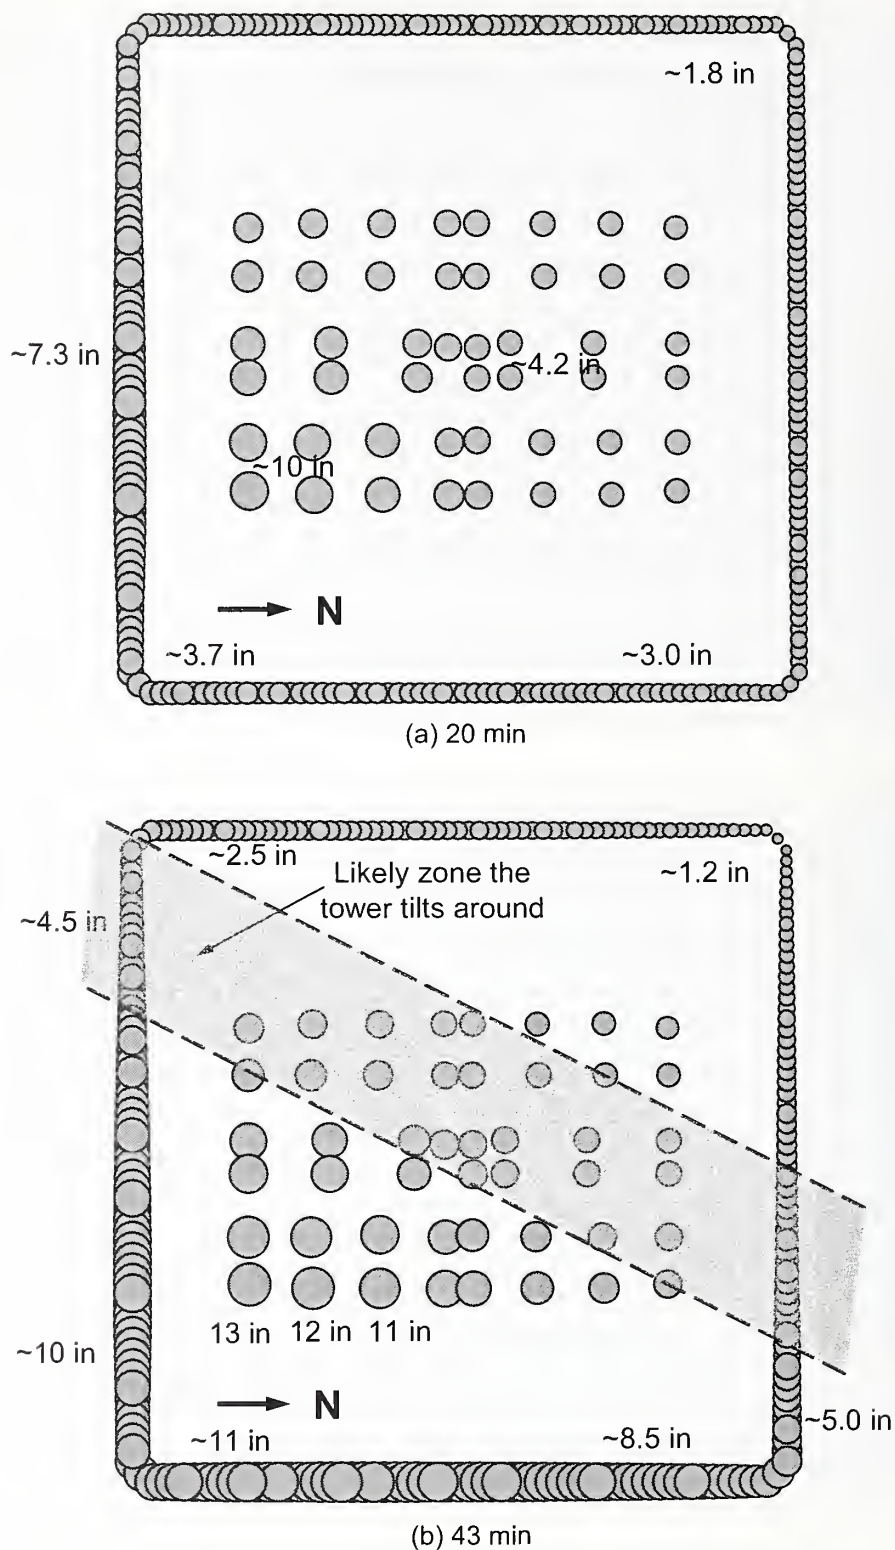 ~1.8 in
~7.3 in
~4.2 in
~10 in
N
~3.7 in
~3.0 in
(a) 20 min
~2.5 in
~1.2 in
Likely zone the
tower tilts around
~4.5 in
13 in
12 in
11 in
~10 in
N
~5.0 in
~11 in
~8.5 in
(b) 43 min